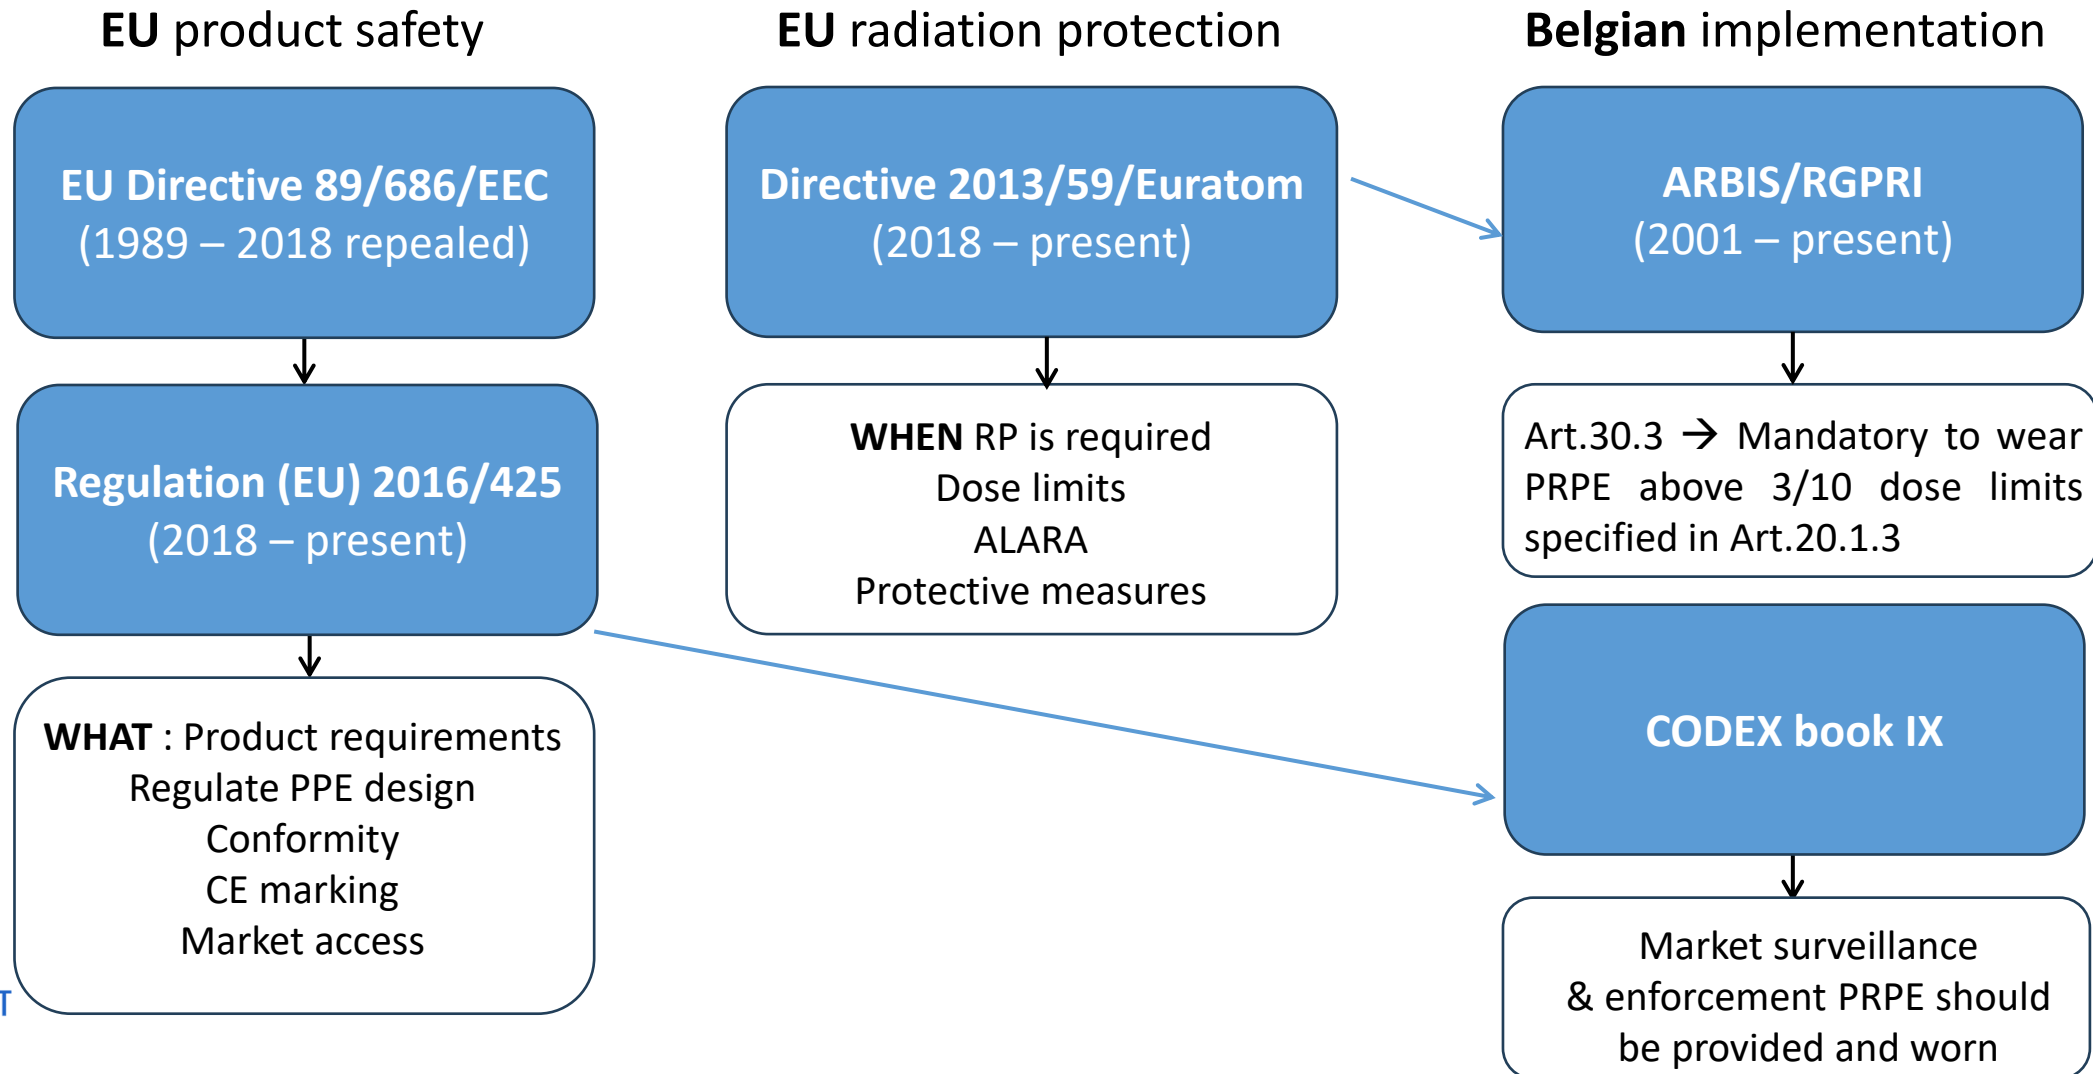 EU product safety
EU Directive 89/686/EEC
(1989 – 2018 repealed)
Regulation (EU) 2016/425
(2018 – present)
WHAT : Product requirements
Regulate PPE design
Conformity
CE marking
Market access
T
EU radiation protection
Directive 2013/59/Euratom
(2018 – present)
WHEN RP is required
Dose limits
ALARA
Protective measures
Belgian implementation
ARBIS/RGPRI
(2001 – present)
Art.30.3 → Mandatory to wear
PRPE above 3/10 dose limits
specified in Art.20.1.3
CODEX book IX
Market surveillance
& enforcement PRPE should
be provided and worn